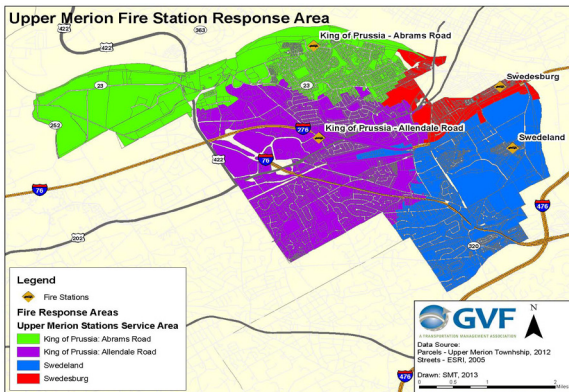 Upper Merion Fire Station Response Area
422
422
363
King of Prussia - Abrams Road
23
23
Swedesburg
252
276
King of Prussia - Allendale Road
Swedeland
422
76
76
476
202
320
Legend
Fire Stations
Fire Response Areas
Upper Merion Stations Service Area
King of Prussia: Abrams Road
King of Prussia: Allendale Road
Swedeland
Swedesburg
GVF
N
A TRANSPORTATION MANAGEMENT ASSOCIATION
Data Source:
Parcels - Upper Merion Townhship, 2012
Streets - ESRI, 2005
Drawn: SMT, 2013
476
0 0.5 1 2
Miles